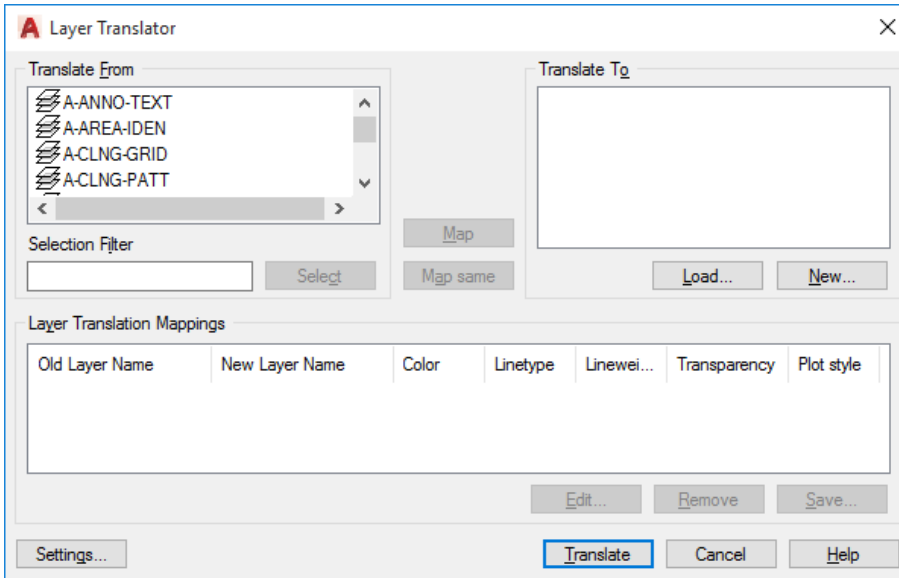 Layer Translator
Translate From
A-ANNO-TEXT
A-AREA-IDEN
A-CLNG-GRID
A-CLNG-PATT
Selection Filter
Select
Map
Map same
Translate To
Load...
New...
Layer Translation Mappings
Old Layer Name New Layer Name Color Linetype Linewei... Transparency Plot style
Edit... Remove Save...
Settings... Translate Cancel Help